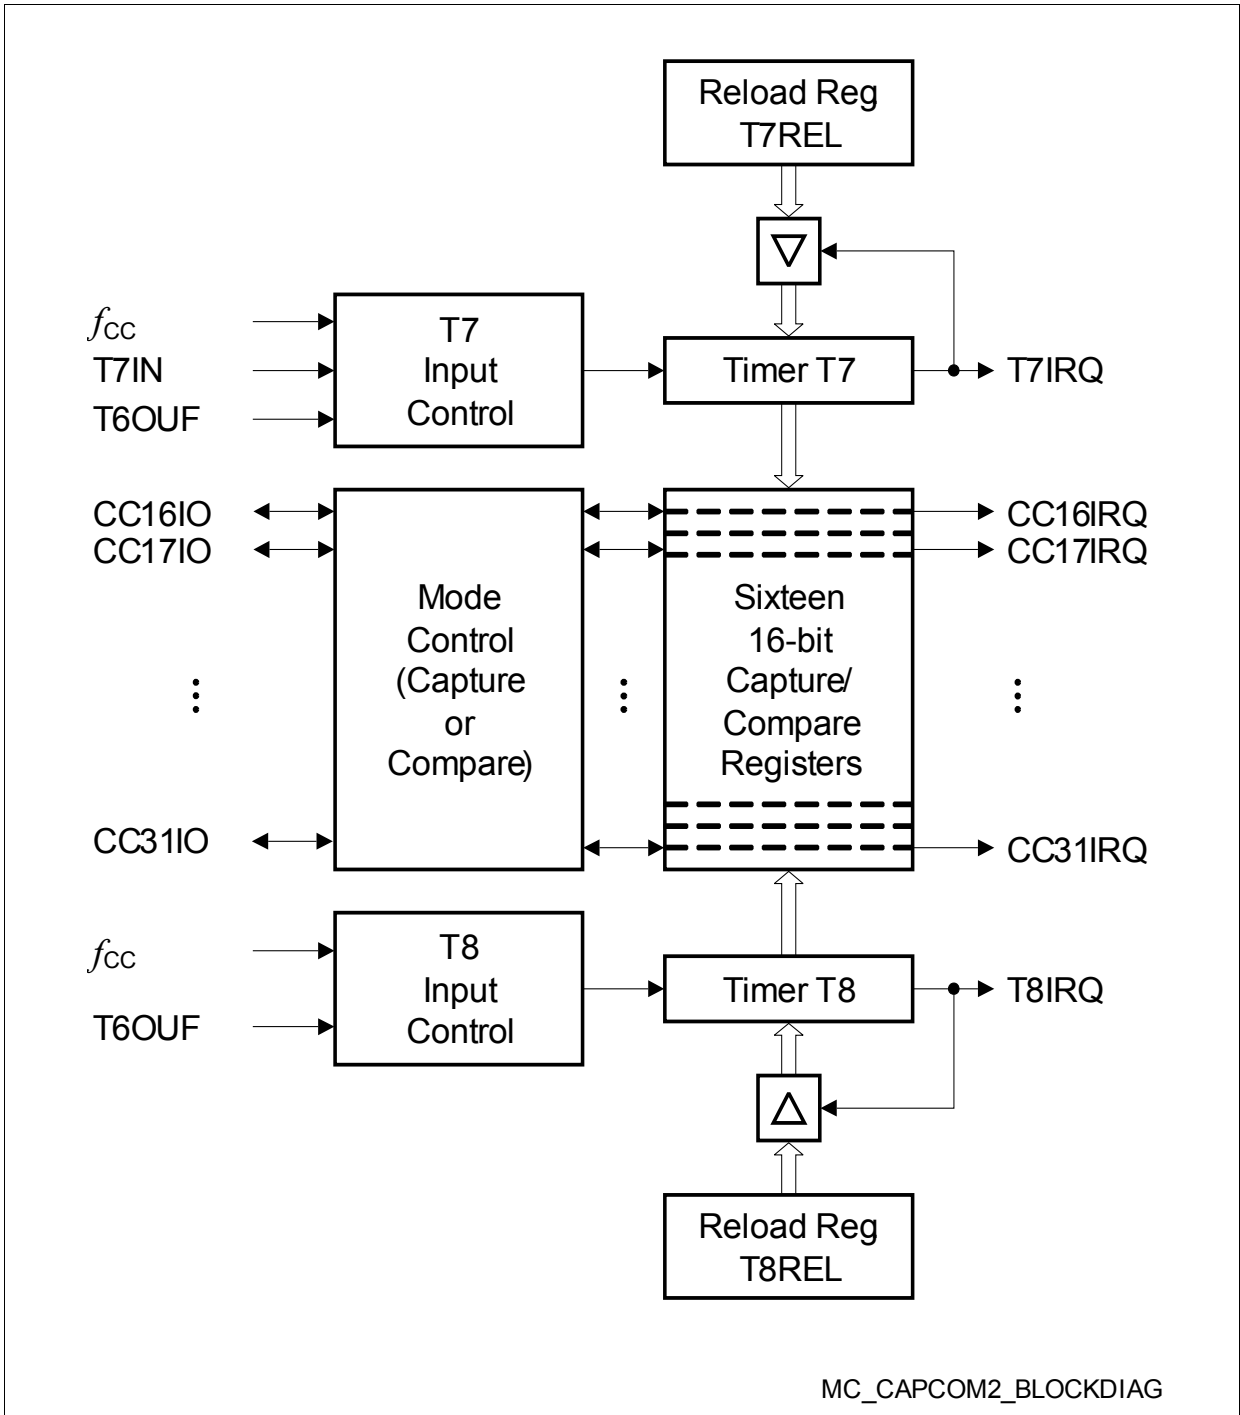 Reload Reg
T7REL
f CC
T7IN
T6OUF
T7
Input
Control
Timer T7
T7IRQ
CC16IO
CC17IO
CC31IO
Mode
Control
(Capture
or
Compare)
Sixteen
16-bit
Capture/
Compare
Registers
CC16IRQ
CC17IRQ
CC31IRQ
f CC
T6OUF
T8
Input
Control
Timer T8
T8IRQ
Reload Reg
T8REL
MC_CAPCOM2_BLOCKDIAG